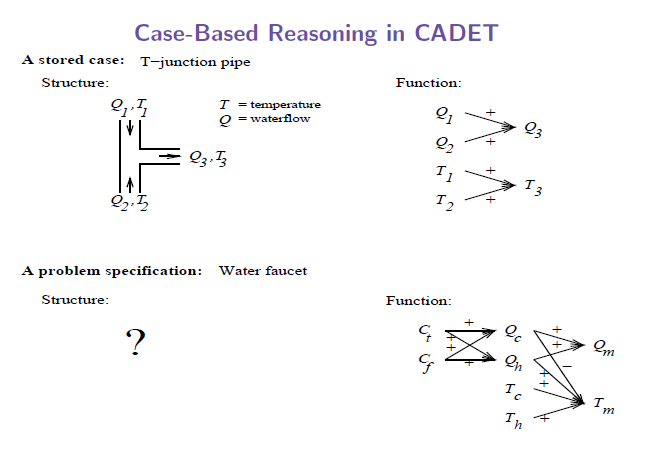 Case-Based Reasoning in CADET
A stored case: T–junction pipe
Structure:
Function:
Q1,T1
T = temperature
Q = waterflow
Q3,T3
Q2,T2
Q1 + Q3
Q2 +
T1 + T3
T2 +
A problem specification: Water faucet
Structure:
Function:
?
Ct + Qc + Qm
+ +
+ –
Cf + Qh +
Tc + Tm
Th +